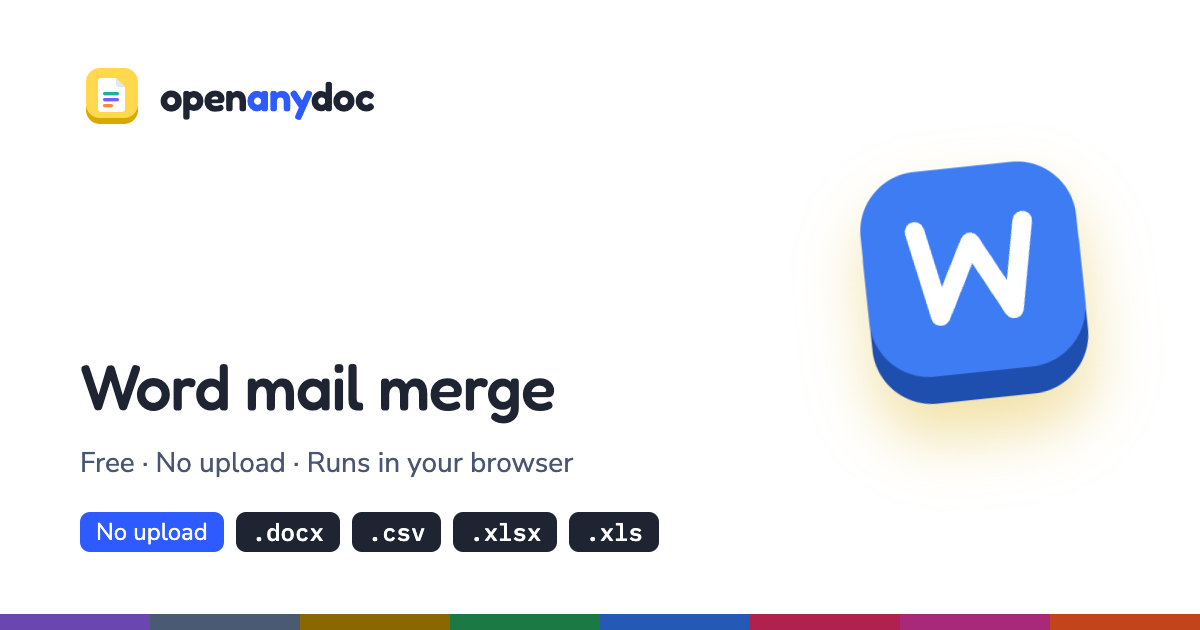 openanydoc
W
Word mail merge
Free · No upload · Runs in your browser
No upload .docx .csv .xlsx .xls